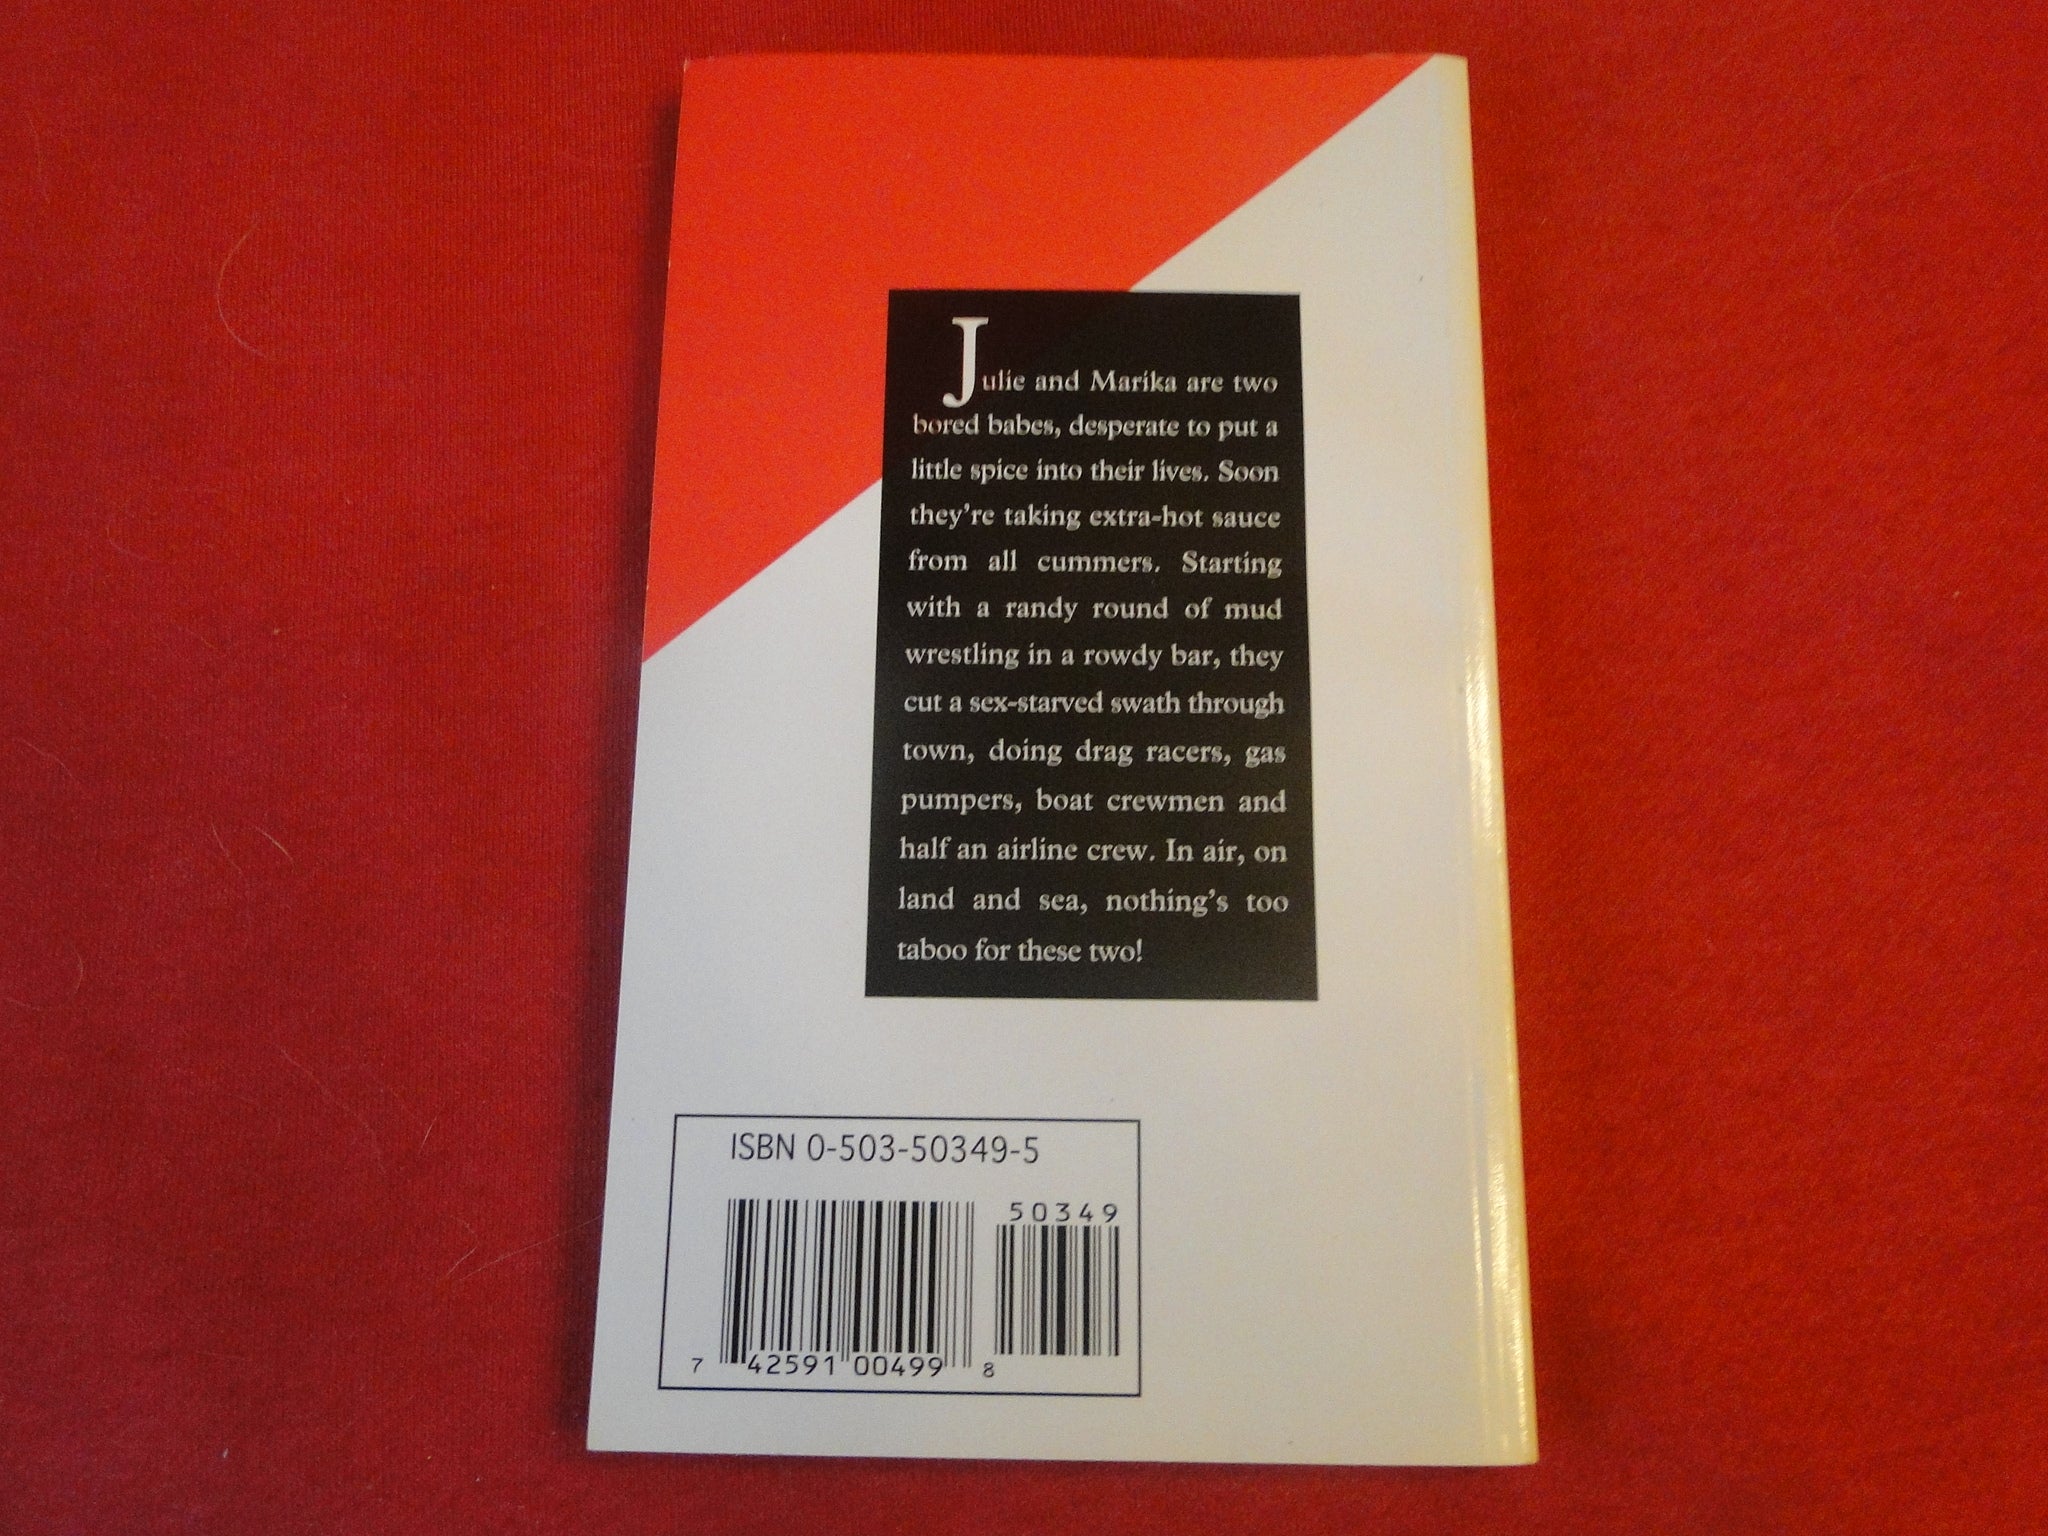 Julie and Marika are two
bored babes, desperate to put a
little spice into their lives. Soon
they're taking extra-hot sauce
from all cummers. Starting
with a randy round of mud
wrestling in a rowdy bar, they
cut a sex-starved swath through
town, doing drag racers, gas
pumpers, boat crewmen and
half an airline crew. In air, on
land and sea, nothing's too
taboo for these two!
ISBN 0-503-50349-5
50349
7 42591 00499 8